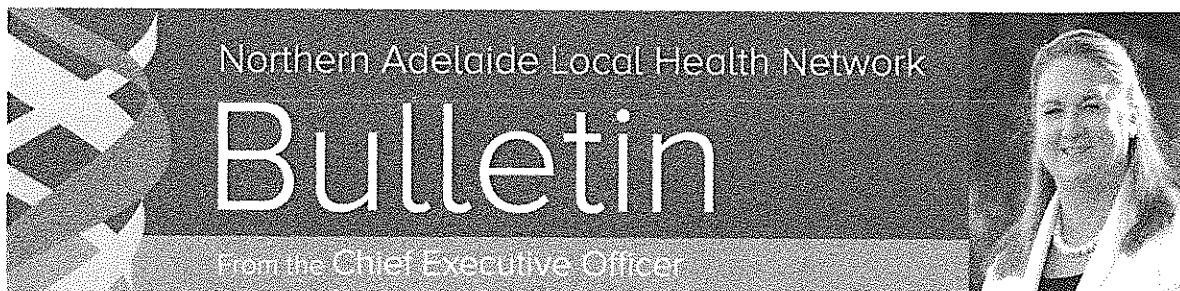 Northern Adelaide Local Health Network
Bulletin
From the Chief Executive Officer